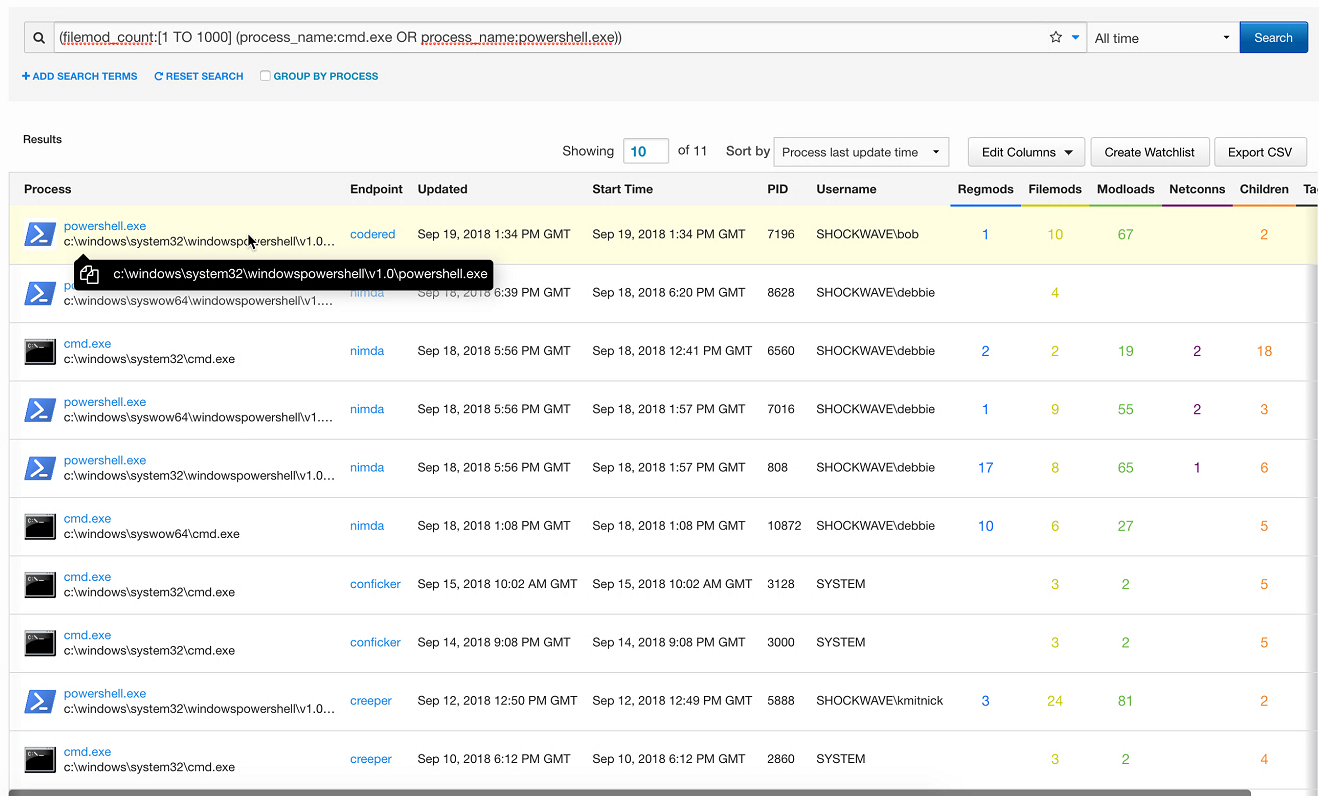 (filemod_count:[1 TO 1000] (process_name:cmd.exe OR process_name:powershell.exe)) All time Search
+ ADD SEARCH TERMS RESET SEARCH GROUP BY PROCESS
Results
Showing 10 of 11 Sort by Process last update time Edit Columns Create Watchlist Export CSV
Process Endpoint Updated Start Time PID Username Regmods Filemods Modloads Netconns Children
powershell.exe
c:\windows\system32\windowspowershell\v1.0... codered Sep 19, 2018 1:34 PM GMT Sep 19, 2018 1:34 PM GMT 7196 SHOCKWAVE\bob 1 10 67 2
c:\windows\system32\windowspowershell\v1.0\powershell.exe
nimda Sep 18, 2018 6:39 PM GMT Sep 18, 2018 6:20 PM GMT 8628 SHOCKWAVE\debbie 4
c:\windows\syswow64\windowspowershell\v1....
cmd.exe
c:\windows\system32\cmd.exe nimda Sep 18, 2018 5:56 PM GMT Sep 18, 2018 12:41 PM GMT 6560 SHOCKWAVE\debbie 2 2 19 2 18
powershell.exe
c:\windows\syswow64\windowspowershell\v1.... nimda Sep 18, 2018 5:56 PM GMT Sep 18, 2018 1:57 PM GMT 7016 SHOCKWAVE\debbie 1 9 55 2 3
powershell.exe
c:\windows\system32\windowspowershell\v1.0... nimda Sep 18, 2018 5:56 PM GMT Sep 18, 2018 1:57 PM GMT 808 SHOCKWAVE\debbie 17 8 65 1 6
cmd.exe
c:\windows\syswow64\cmd.exe nimda Sep 18, 2018 1:08 PM GMT Sep 18, 2018 1:08 PM GMT 10872 SHOCKWAVE\debbie 10 6 27 5
cmd.exe
c:\windows\system32\cmd.exe conficker Sep 15, 2018 10:02 AM GMT Sep 15, 2018 10:02 AM GMT 3128 SYSTEM 3 2 5
cmd.exe
c:\windows\system32\cmd.exe conficker Sep 14, 2018 9:08 PM GMT Sep 14, 2018 9:08 PM GMT 3000 SYSTEM 3 2 5
powershell.exe
c:\windows\system32\windowspowershell\v1.0... creeper Sep 12, 2018 12:50 PM GMT Sep 12, 2018 12:49 PM GMT 5888 SHOCKWAVE\kmitnick 3 24 81 2
cmd.exe
c:\windows\system32\cmd.exe creeper Sep 10, 2018 6:12 PM GMT Sep 10, 2018 6:12 PM GMT 2860 SYSTEM 3 2 4